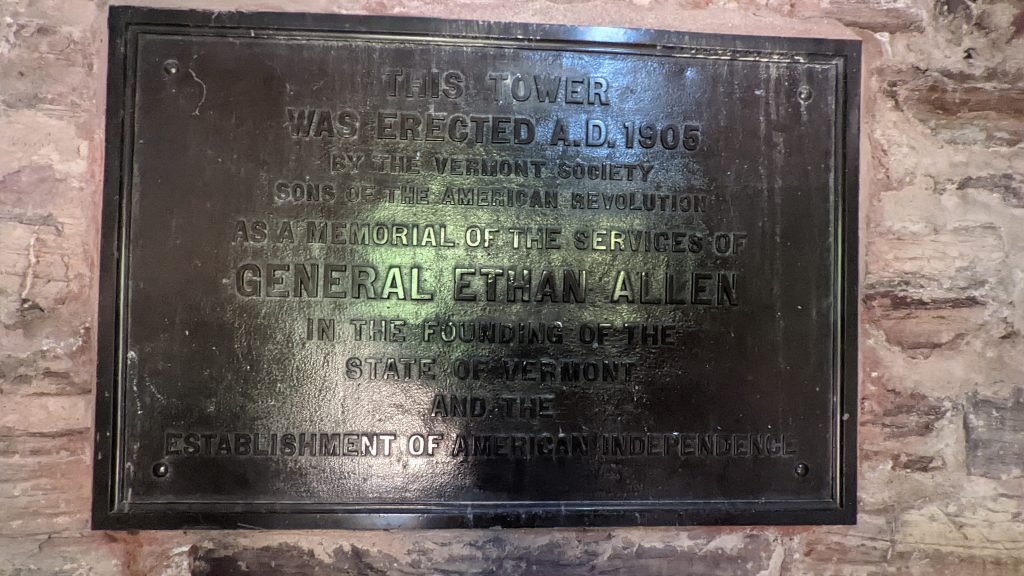 THIS TOWER
WAS ERECTED A.D. 1905
BY THE VERMONT SOCIETY
SONS OF THE AMERICAN REVOLUTION
AS A MEMORIAL OF THE SERVICES OF
GENERAL ETHAN ALLEN
IN THE FOUNDING OF THE
STATE OF VERMONT
AND THE
ESTABLISHMENT OF AMERICAN INDEPENDENCE